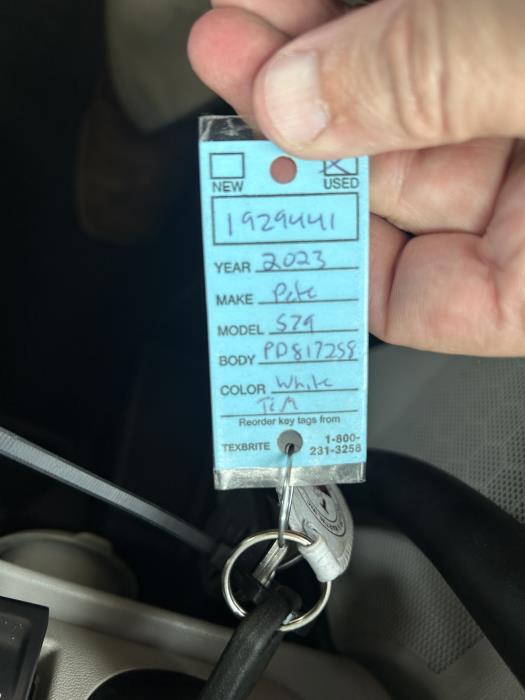 NEW USED
1929441
YEAR 2023
MAKE Pete
MODEL 579
BODY PD817258
COLOR White
TiM
Reorder key tags from
TEXBRITE 1-800-
231-3258